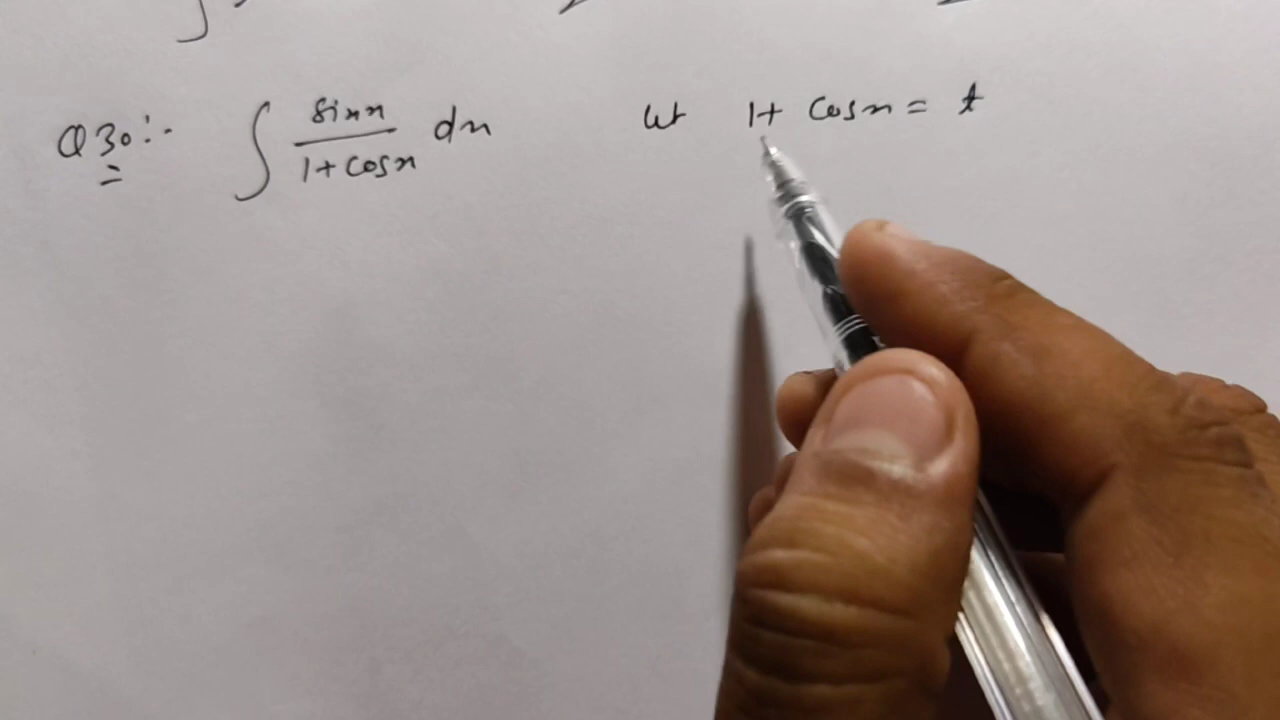 Q30:- ∫ sinx / 1+cosx dx    let 1+ cosx = t